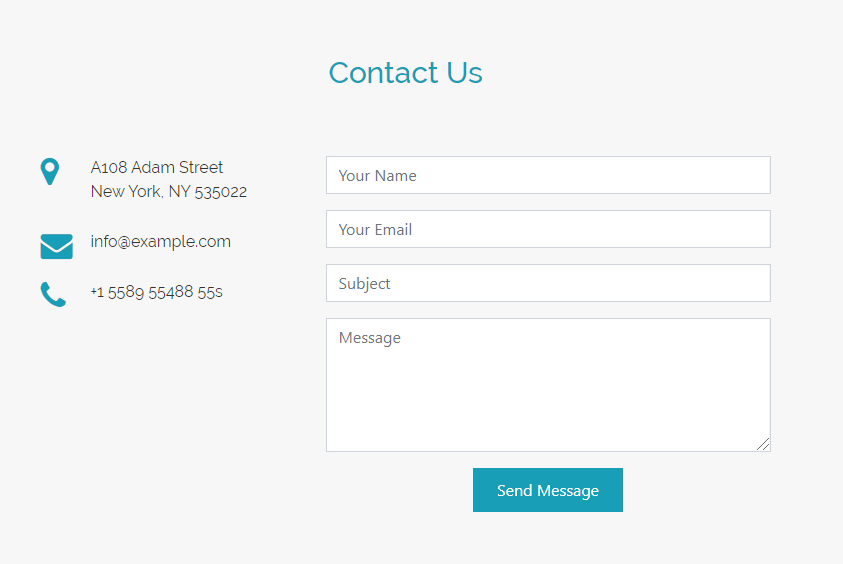 Contact Us
A108 Adam Street
New York, NY 535022
info@example.com
+1 5589 55488 55s
Your Name
Your Email
Subject
Message
Send Message